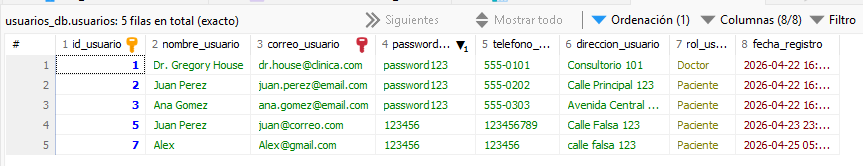 usuarios_db.usuarios: 5 filas en total (exacto) Siguientes Mostrar todo Ordenación (1) Columnas (8/8) Filtro
# 1 id_usuario 2 nombre_usuario 3 correo_usuario 4 password... 1 5 telefono_... 6 direccion_usuario 7 rol_us... 8 fecha_registro
1 1 Dr. Gregory House dr.house@clinica.com password123 555-0101 Consultorio 101 Doctor 2026-04-22 16:...
2 2 Juan Perez juan.perez@email.com password123 555-0202 Calle Principal 123 Paciente 2026-04-22 16:...
3 3 Ana Gomez ana.gomez@email.com password123 555-0303 Avenida Central ... Paciente 2026-04-22 16:...
4 5 Juan Perez juan@correo.com 123456 123456789 Calle Falsa 123 Paciente 2026-04-23 23:...
5 7 Alex Alex@gmail.com 123456 123456 calle falsa 123 Paciente 2026-04-25 05:...